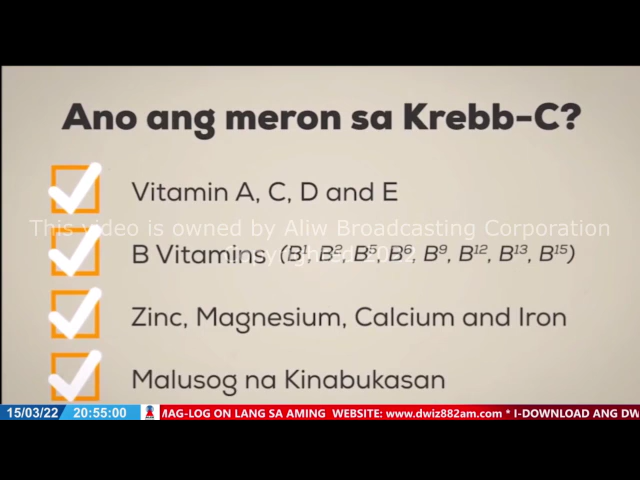 Ano ang meron sa Krebb-C?
Vitamin A, C, D and E
This video is owned by Aliw Broadcasting Corporation
B Vitamins (B1, B2, B5, B6, B9, B12, B13, B15)
Zinc, Magnesium, Calcium and Iron
Malusog na Kinabukasan
15/03/22 20:55:00 MAG-LOG ON LANG SA AMING WEBSITE: www.dwiz882am.com * I-DOWNLOAD ANG DW